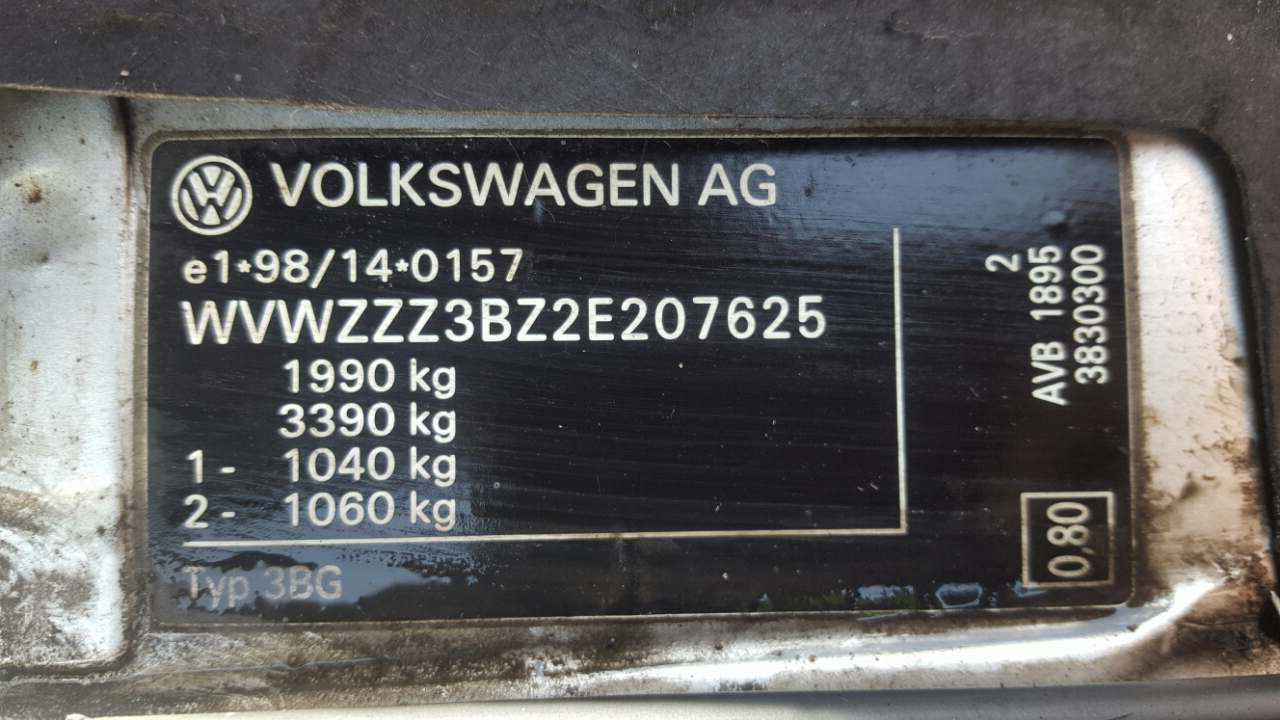 VOLKSWAGEN AG
e1*98/14*0157
WVWZZZ3BZ2E207625
1990 kg
3390 kg
1- 1040 kg
2- 1060 kg
Typ 3BG
2
AVB 1895
3830300
0,80